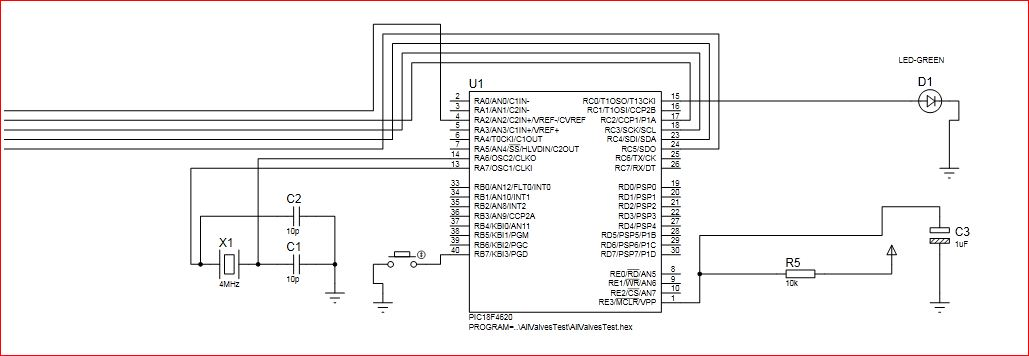 LED-GREEN
D1
U1
2 RA0/AN0/C1IN- RC0/T1OSO/T13CKI 15
3 RA1/AN1/C2IN- RC1/T1OSI/CCP2B 16
4 RA2/AN2/C2IN+/VREF-/CVREF RC2/CCP1/P1A 17
5 RA3/AN3/C1IN+/VREF+ RC3/SCK/SCL 18
6 RA4/T0CKI/C1OUT RC4/SDI/SDA 23
7 RA5/AN4/SS/HLVDIN/C2OUT RC5/SDO 24
14 RA6/OSC2/CLKO RC6/TX/CK 25
13 RA7/OSC1/CLKI RC7/RX/DT 26
33 RB0/AN12/FLT0/INT0 RD0/PSP0 19
34 RB1/AN10/INT1 RD1/PSP1 20
35 RB2/AN8/INT2 RD2/PSP2 21
36 RB3/AN9/CCP2A RD3/PSP3 22
37 RB4/KBI0/AN11 RD4/PSP4 27
38 RB5/KBI1/PGM RD5/PSP5/P1B 28
39 RB6/KBI2/PGC RD6/PSP6/P1C 29
40 RB7/KBI3/PGD RD7/PSP7/P1D 30
RE0/RD/AN5 8
RE1/WR/AN6 9
RE2/CS/AN7 10
RE3/MCLR/VPP 1
PIC18F4620
PROGRAM=..\AllValvesTest\AllValvesTest.hex
C2
10p
X1
4MHz
C1
10p
R5
10k
C3
1uF